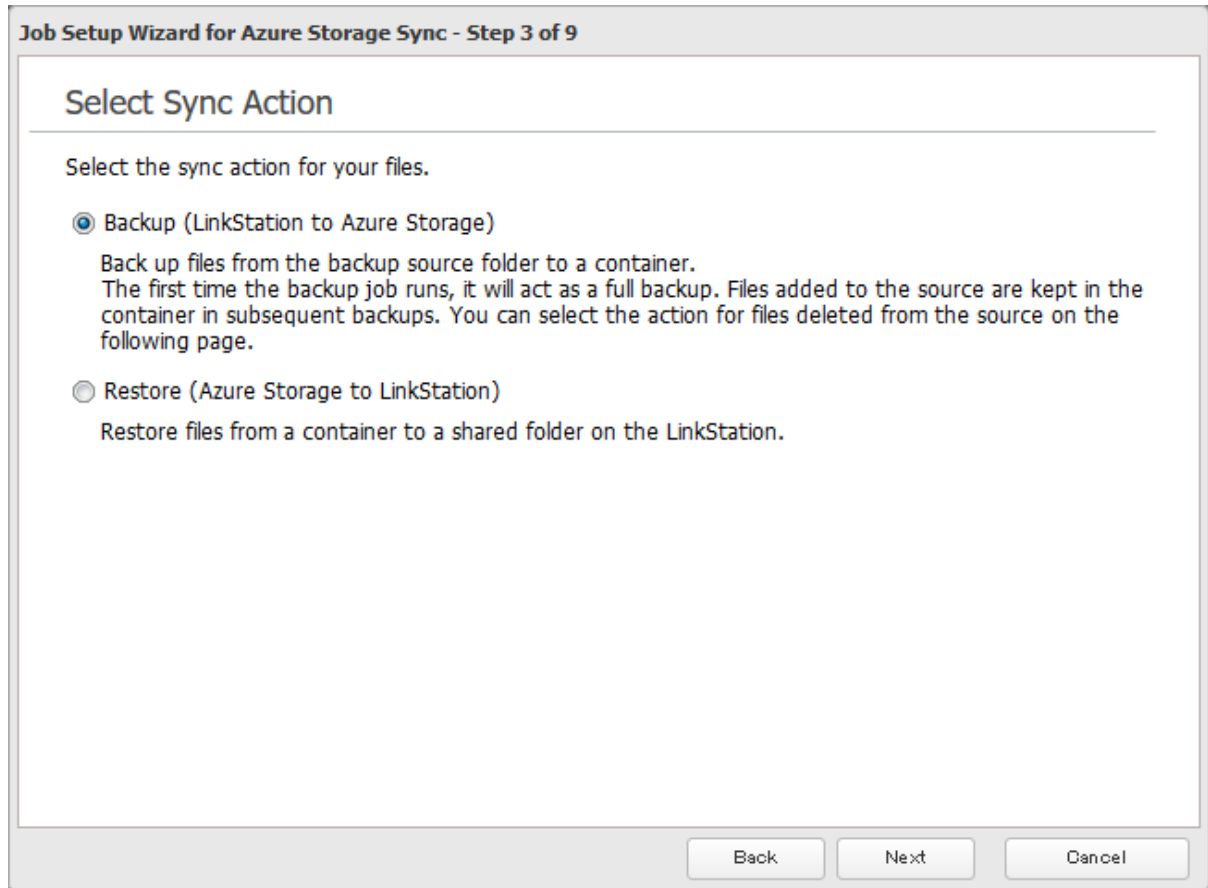 Job Setup Wizard for Azure Storage Sync - Step 3 of 9
Select Sync Action
Select the sync action for your files.
Backup (LinkStation to Azure Storage)
Back up files from the backup source folder to a container.
The first time the backup job runs, it will act as a full backup. Files added to the source are kept in the
container in subsequent backups. You can select the action for files deleted from the source on the
following page.
Restore (Azure Storage to LinkStation)
Restore files from a container to a shared folder on the LinkStation.
Back
Next
Cancel